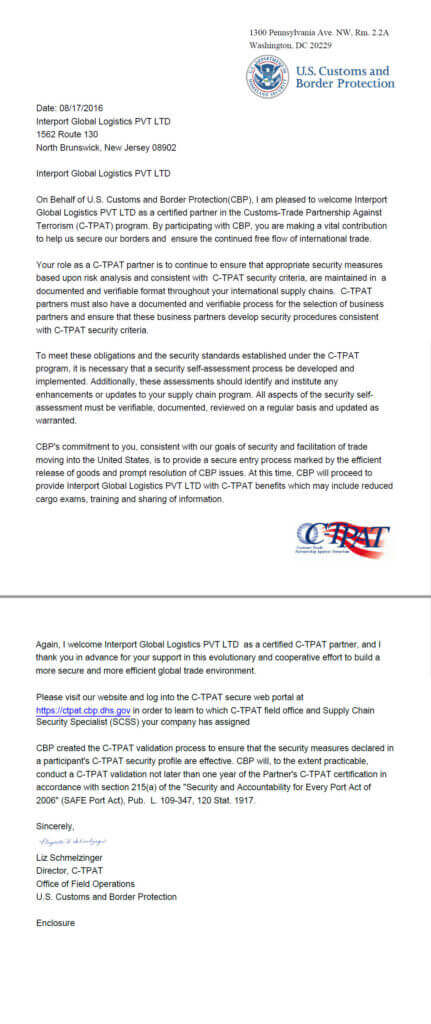 1300 Pennsylvania Ave. NW, Rm. 2.2A
Washington, DC 20229
U.S. Customs and
Border Protection
Date: 08/17/2016
Interport Global Logistics PVT LTD
1562 Route 130
North Brunswick, New Jersey 08902
Interport Global Logistics PVT LTD
On Behalf of U.S. Customs and Border Protection(CBP), I am pleased to welcome Interport
Global Logistics PVT LTD as a certified partner in the Customs-Trade Partnership Against
Terrorism (C-TPAT) program. By participating with CBP, you are making a vital contribution
to help us secure our borders and ensure the continued free flow of international trade.
Your role as a C-TPAT partner is to continue to ensure that appropriate security measures
based upon risk analysis and consistent with C-TPAT security criteria, are maintained in a
documented and verifiable format throughout your international supply chains. C-TPAT
partners must also have a documented and verifiable process for the selection of business
partners and ensure that these business partners develop security procedures consistent
with C-TPAT security criteria.
To meet these obligations and the security standards established under the C-TPAT
program, it is necessary that a security self-assessment process be developed and
implemented. Additionally, these assessments should identify and institute any
enhancements or updates to your supply chain program. All aspects of the security self-
assessment must be verifiable, documented, reviewed on a regular basis and updated as
warranted.
CBP's commitment to you, consistent with our goals of security and facilitation of trade
moving into the United States, is to provide a secure entry process marked by the efficient
release of goods and prompt resolution of CBP issues. At this time, CBP will proceed to
provide Interport Global Logistics PVT LTD with C-TPAT benefits which may include reduced
cargo exams, training and sharing of information.
C-TPAT
Customs Trade
Partnership Against Terrorism
Again, I welcome Interport Global Logistics PVT LTD as a certified C-TPAT partner, and I
thank you in advance for your support in this evolutionary and cooperative effort to build a
more secure and more efficient global trade environment.
Please visit our website and log into the C-TPAT secure web portal at
https://ctpat.cbp.dhs.gov in order to learn to which C-TPAT field office and Supply Chain
Security Specialist (SCSS) your company has assigned
CBP created the C-TPAT validation process to ensure that the security measures declared in
a participant's C-TPAT security profile are effective. CBP will, to the extent practicable,
conduct a C-TPAT validation not later than one year of the Partner's C-TPAT certification in
accordance with section 215(a) of the "Security and Accountability for Every Port Act of
2006" (SAFE Port Act), Pub. L. 109-347, 120 Stat. 1917.
Sincerely,
Liz Schmelzinger
Director, C-TPAT
Office of Field Operations
U.S. Customs and Border Protection
Enclosure